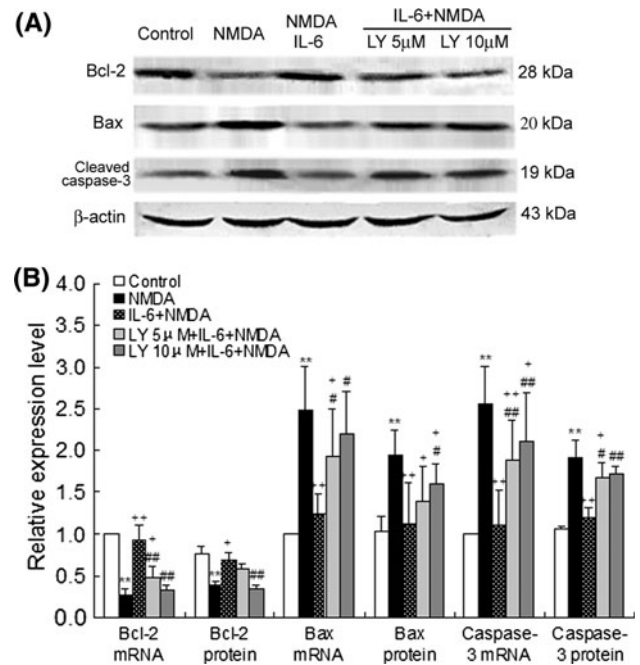 (A)
Control NMDA NMDA IL-6 IL-6+NMDA
LY 5μM LY 10μM
Bcl-2 28 kDa
Bax 20 kDa
Cleaved caspase-3 19 kDa
β-actin 43 kDa
(B)
Control
NMDA
IL-6+NMDA
LY 5μ M+IL-6+NMDA
LY 10μ M+IL-6+NMDA
Relative expression level
4.0
3.5
3.0
2.5
2.0
1.5
1.0
0.5
0.0
** ++ + ## ##
** + ##
** ++ + # #
** ++ + + #
** ++ ++ ## + ##
** ++ + # ##
Bcl-2 mRNA
Bcl-2 protein
Bax mRNA
Bax protein
Caspase-3 mRNA
Caspase-3 protein